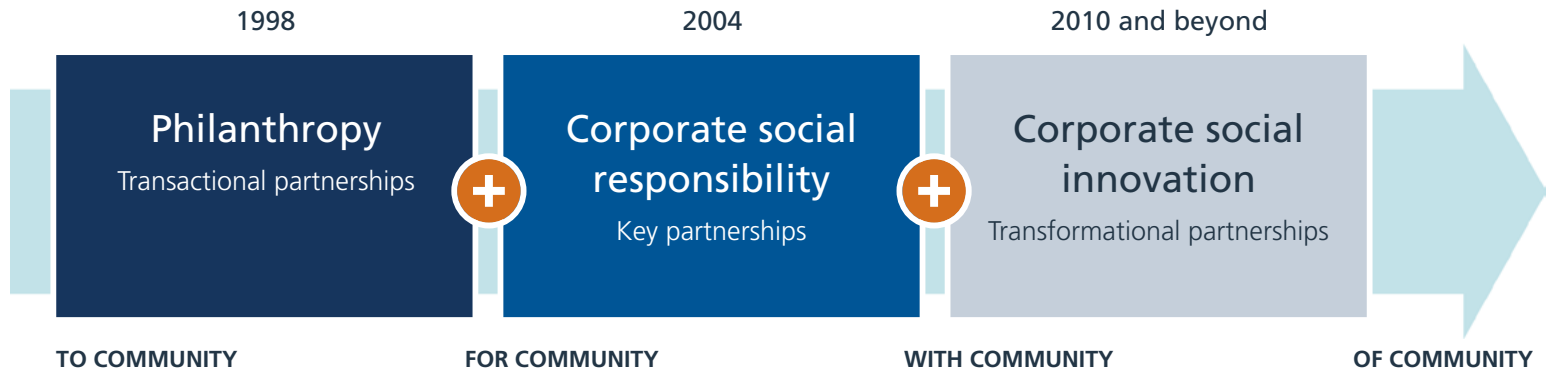 1998
2004
2010 and beyond
Philanthropy
Transactional partnerships
Corporate social
responsibility
Key partnerships
Corporate social
innovation
Transformational partnerships
TO COMMUNITY
FOR COMMUNITY
WITH COMMUNITY
OF COMMUNITY